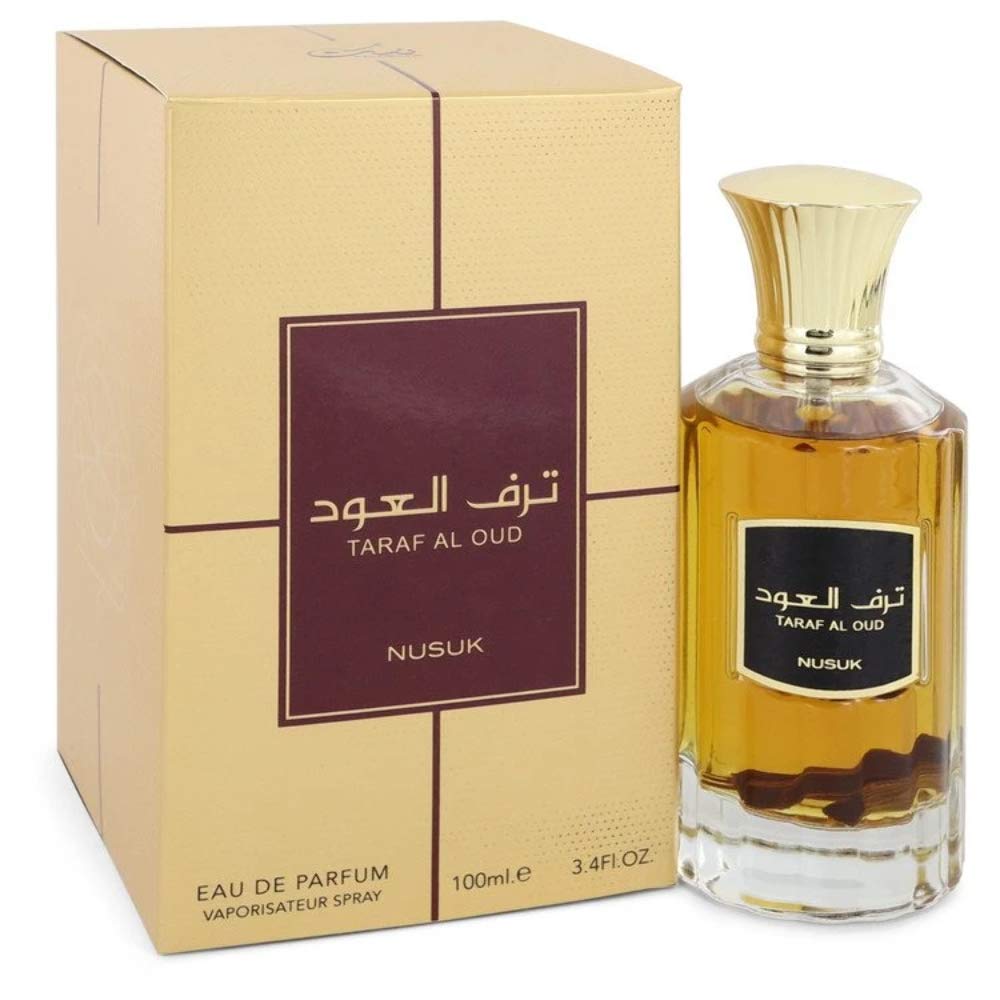 ترف العود
TARAF AL OUD
NUSUK
EAU DE PARFUM
VAPORISATEUR SPRAY
100ml.e
3.4Fl.OZ.
ترف العود
TARAF AL OUD
NUSUK